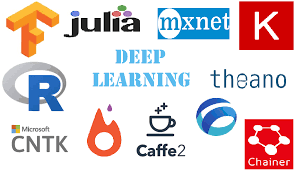 julia
mxnet
K
DEEP
LEARNING
R
theano
Microsoft
CNTK
Caffe2
Chainer